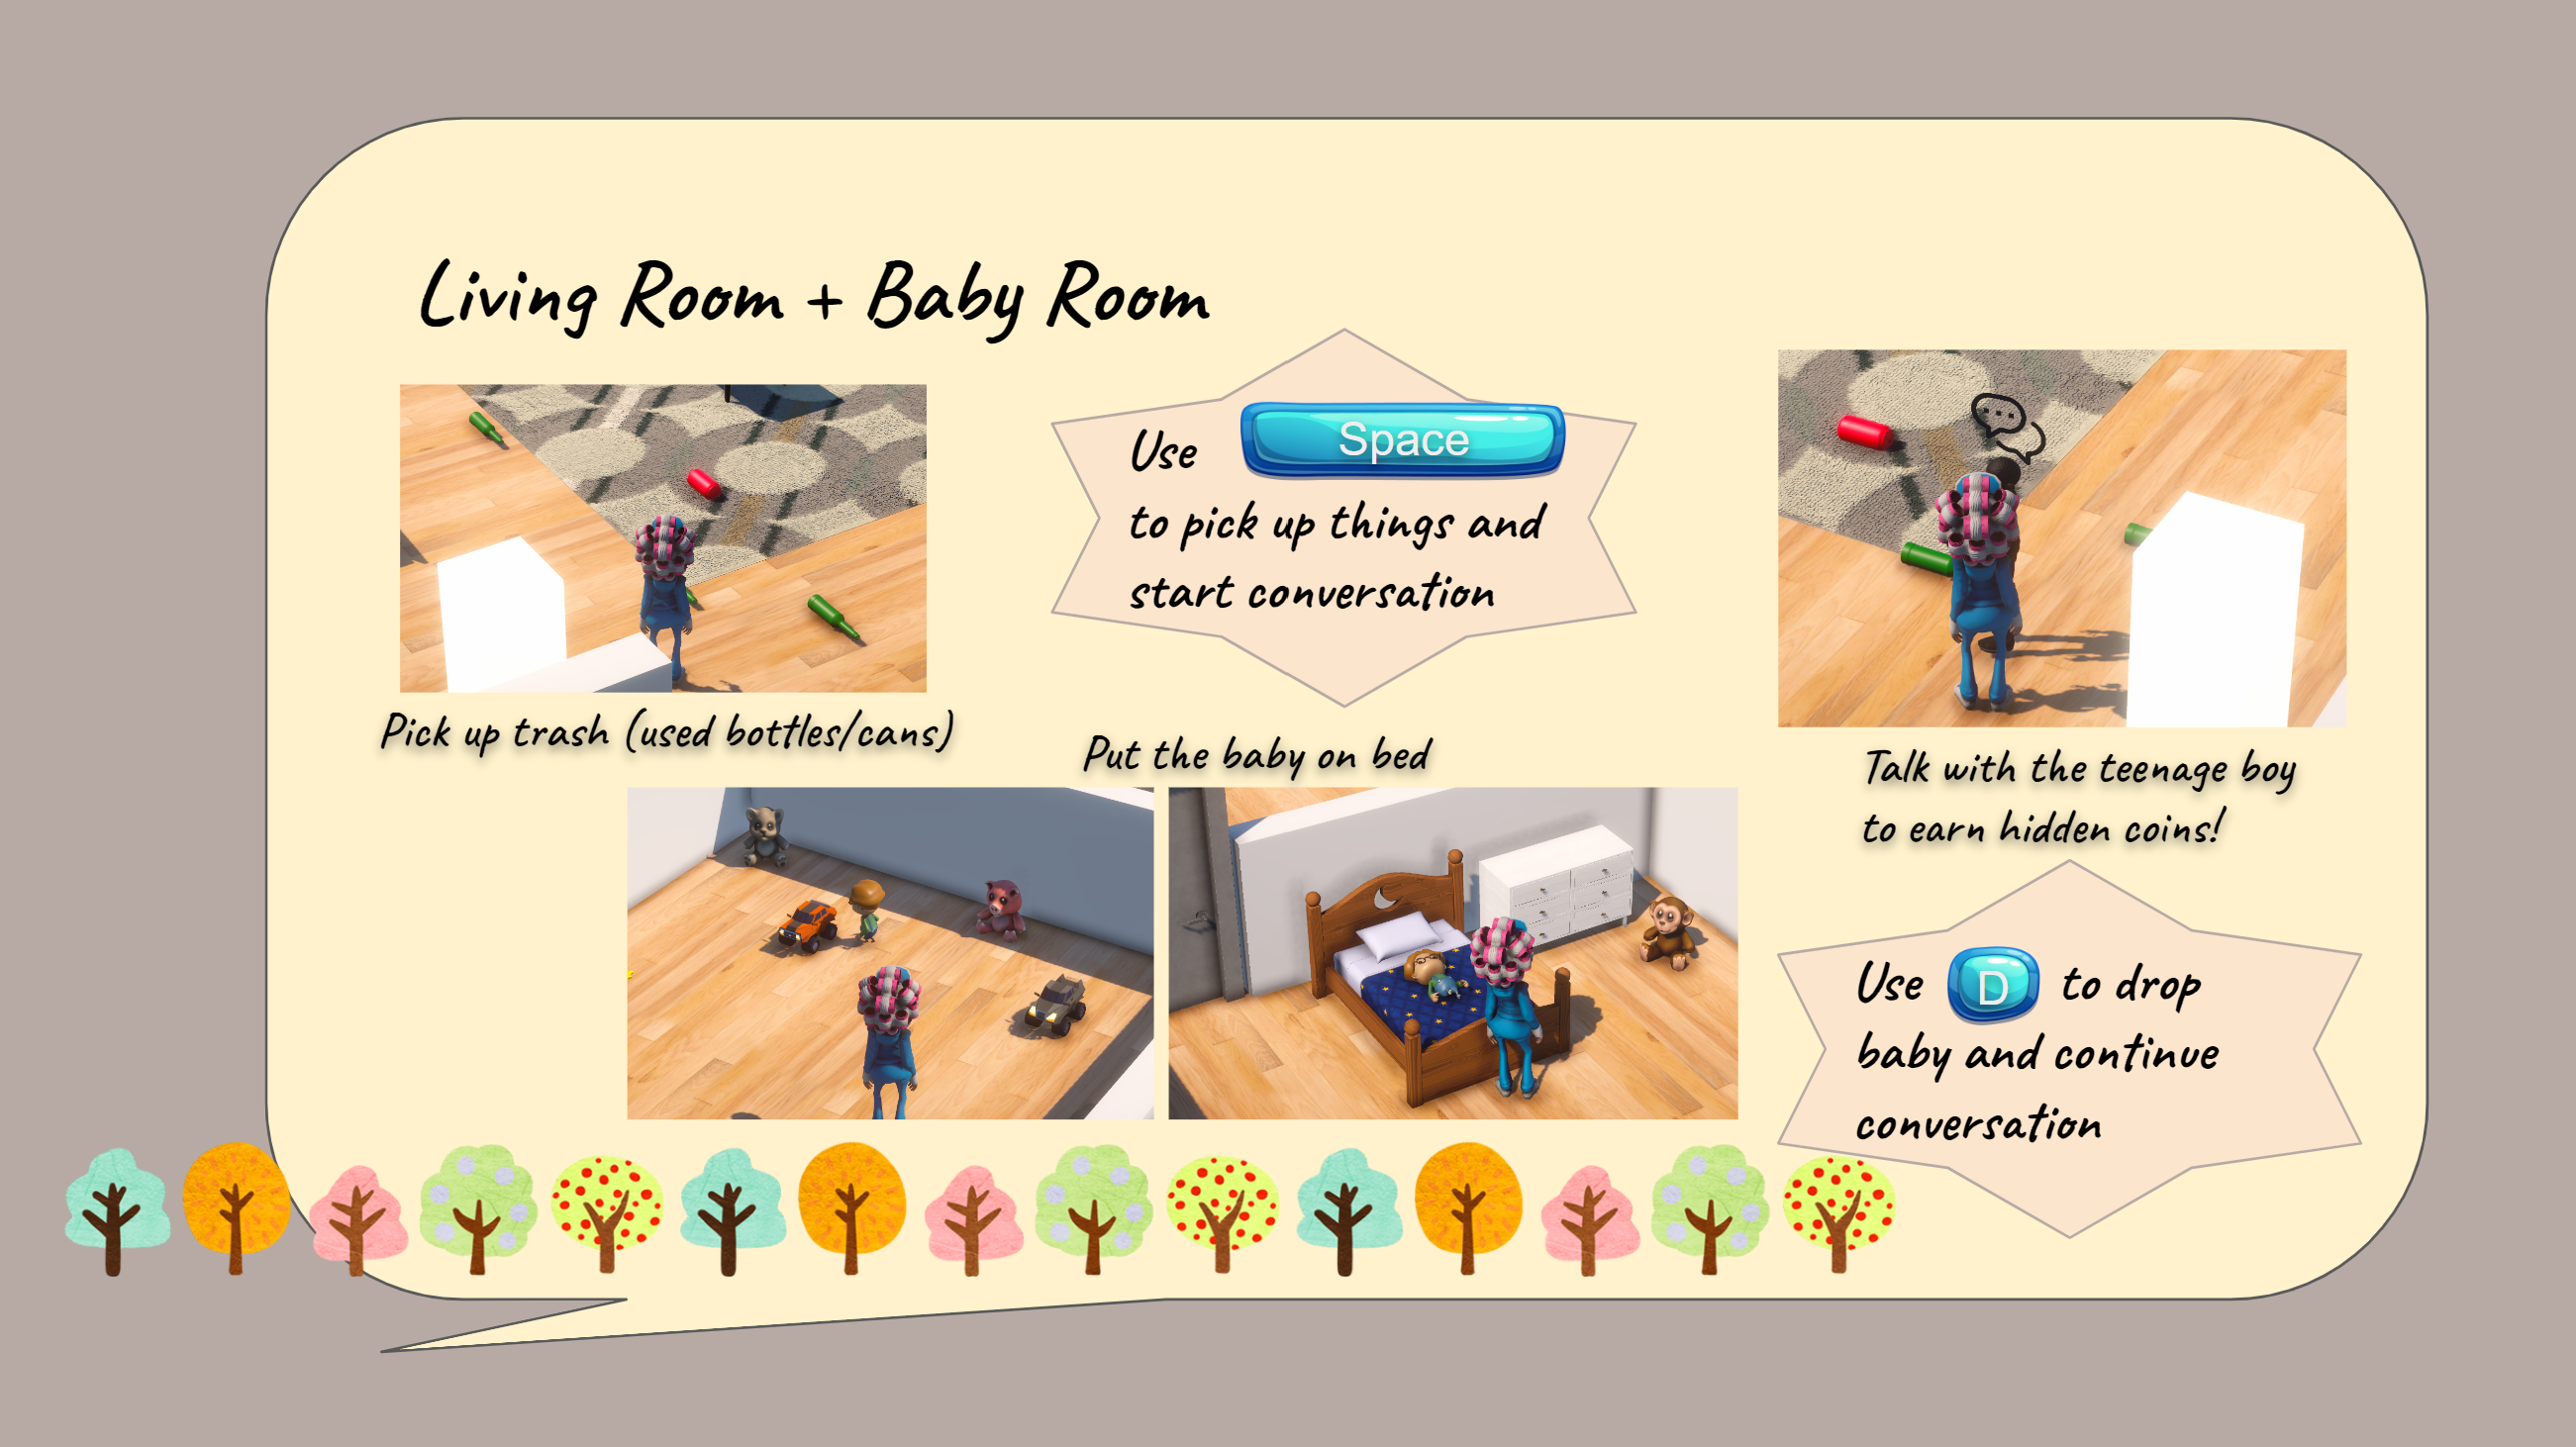 Living Room + Baby Room
Use Space
to pick up things and
start conversation
Pick up trash (used bottles/cans)
Put the baby on bed
Talk with the teenage boy
to earn hidden coins!
Use D to drop
baby and continue
conversation